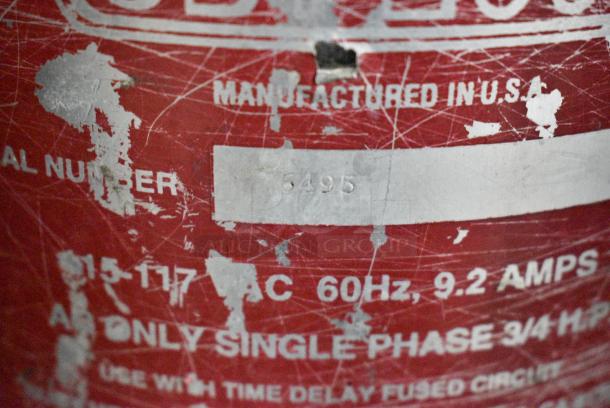 MANUFACTURED IN U.S.A.
AL NUMBER 5495
115-117 AC 60Hz, 9.2 AMPS
ONLY SINGLE PHASE 3/4 H.P.
USE WITH TIME DELAY FUSED CIRCUIT